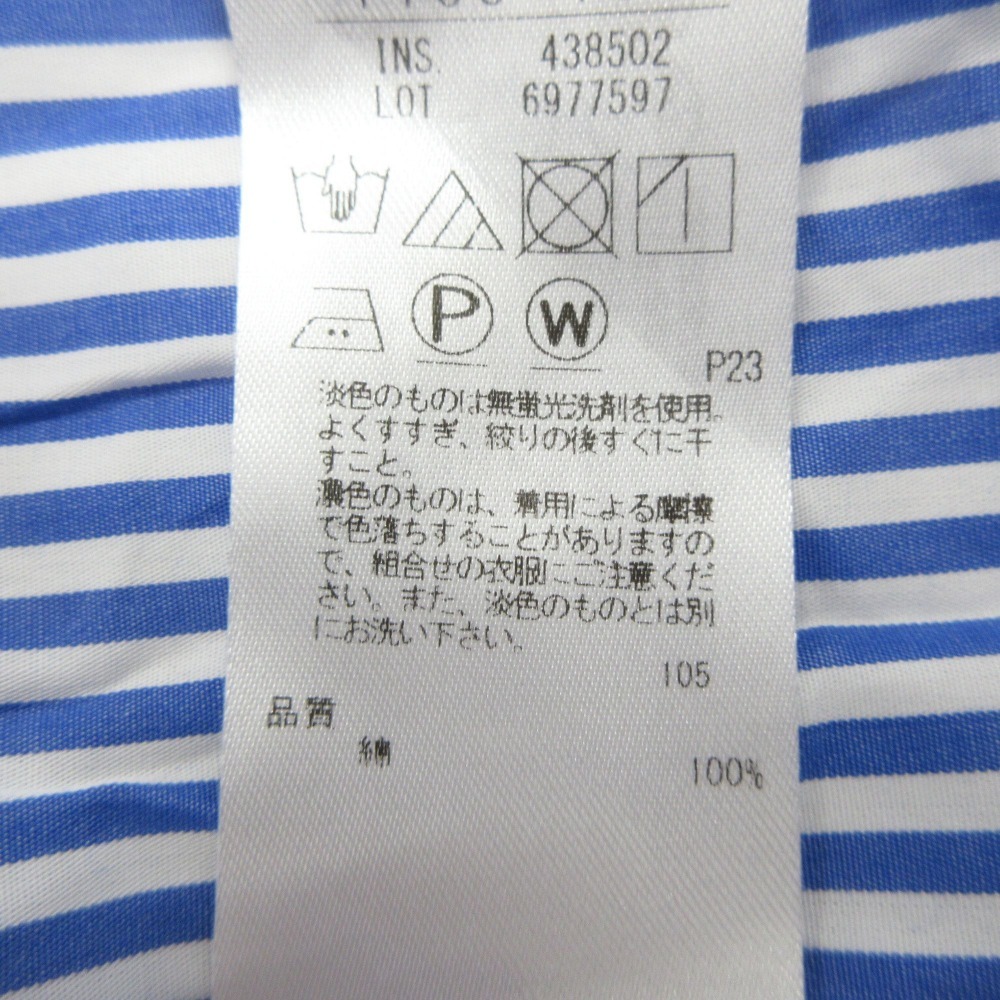 INS. 438502
LOT 6977597
P
W
P23
淡色のものは無蛍光洗剤を使用。
よくすすぎ、絞りの後すぐに干
すこと。
濃色のものは、着用による摩擦
で色落ちすることがありますの
で、組合せの衣服にご注意くだ
さい。また、淡色のものとは別
にお洗い下さい。
105
品質
綿 100%